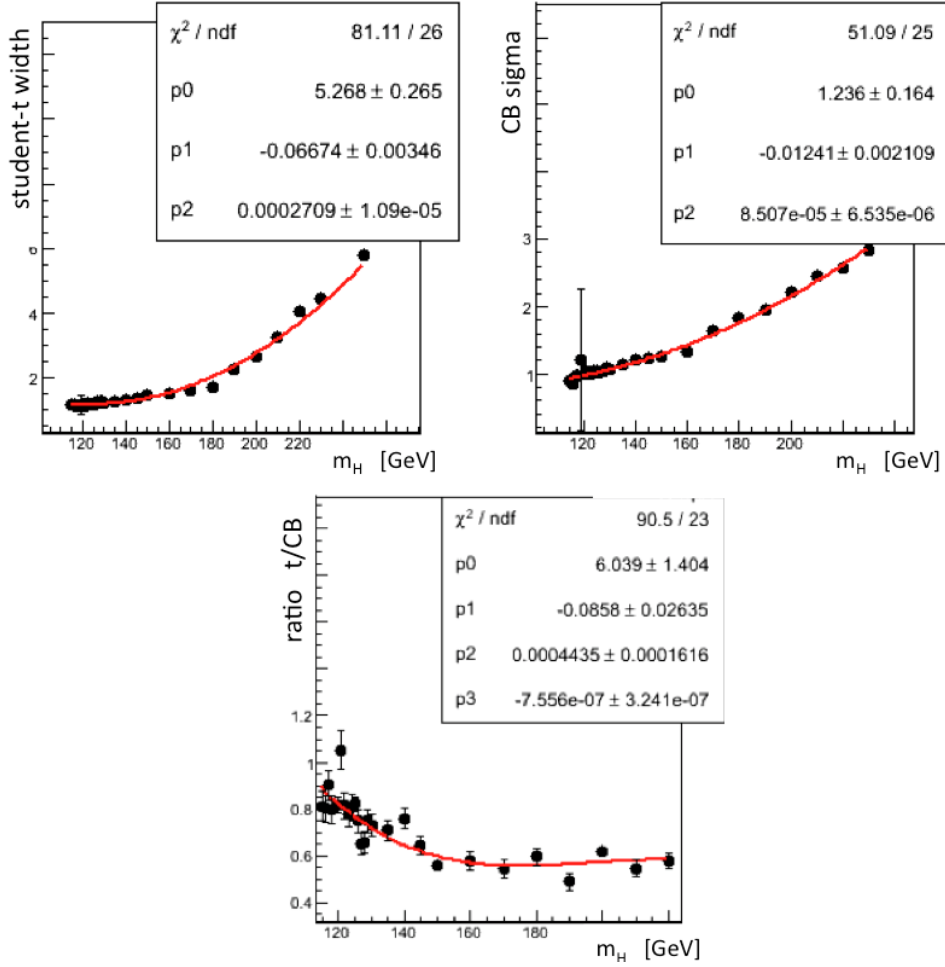 student-t width
χ² / ndf 81.11 / 26
p0 5.268 ± 0.265
p1 -0.06674 ± 0.00346
p2 0.0002709 ± 1.09e-05
6
4
2
120 140 160 180 200 220
m_H [GeV]
CB sigma
χ² / ndf 51.09 / 25
p0 1.236 ± 0.164
p1 -0.01241 ± 0.002109
p2 8.507e-05 ± 6.535e-06
3
2
1
120 140 160 180 200
m_H [GeV]
ratio t/CB
χ² / ndf 90.5 / 23
p0 6.039 ± 1.404
p1 -0.0858 ± 0.02635
p2 0.0004435 ± 0.0001616
p3 -7.556e-07 ± 3.241e-07
1.2
1
0.8
0.6
0.4
120 140 160 180
m_H [GeV]